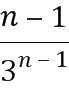 n − 1
3^{n − 1}